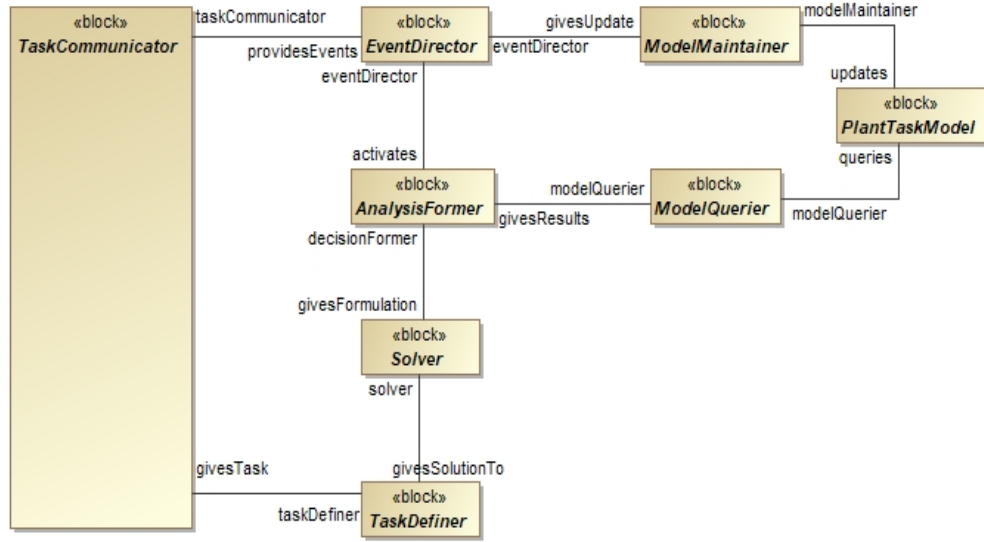 «block»
TaskCommunicator
taskCommunicator
providesEvents
«block»
EventDirector
givesUpdate
eventDirector
«block»
ModelMaintainer
modelMaintainer
updates
«block»
PlantTaskModel
queries
eventDirector
activates
«block»
AnalysisFormer
modelQuerier
givesResults
«block»
ModelQuerier
modelQuerier
decisionFormer
givesFormulation
«block»
Solver
solver
givesSolutionTo
givesTask
taskDefiner
«block»
TaskDefiner